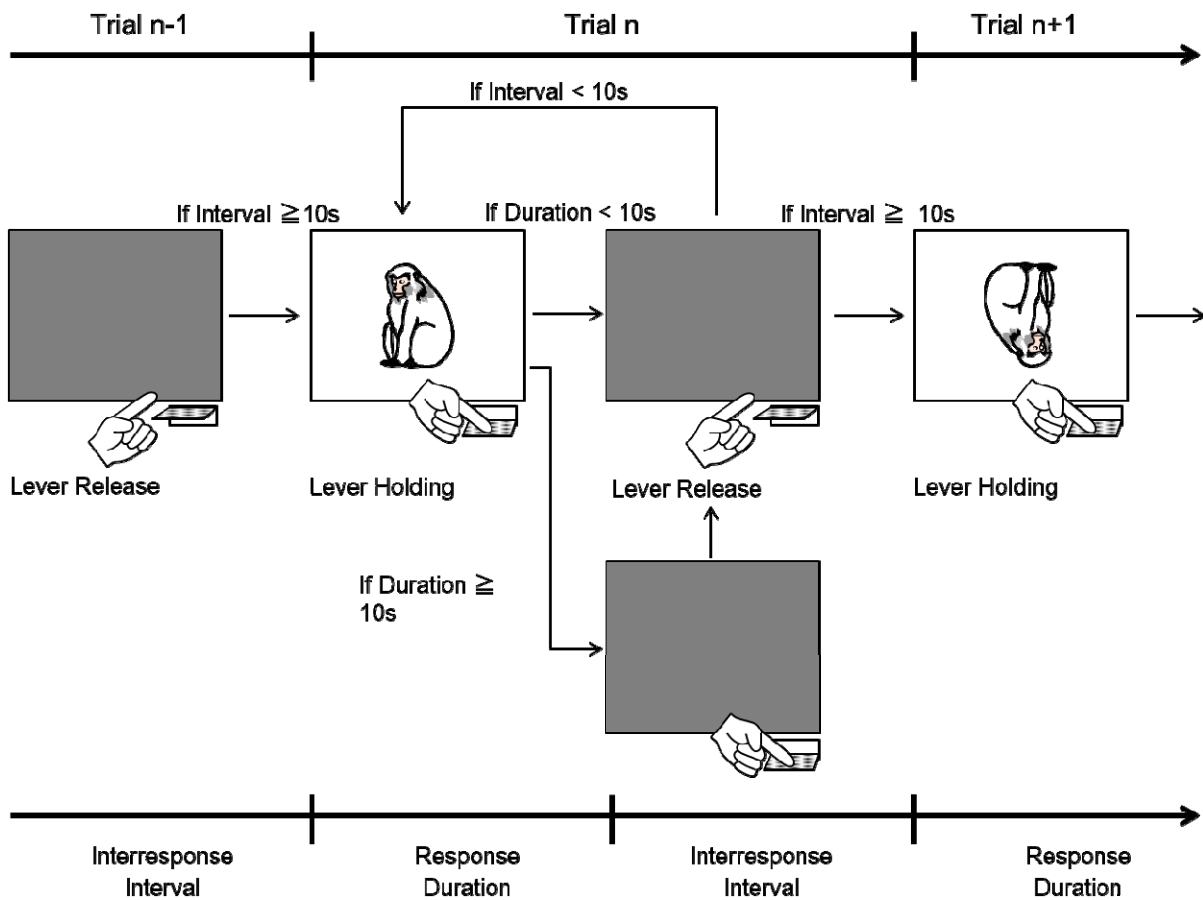 Trial n-1
Trial n
Trial n+1
If Interval < 10s
If Interval ≧10s
If Duration < 10s
If Interval ≧ 10s
Lever Release
Lever Holding
Lever Release
Lever Holding
If Duration ≧
10s
Interresponse
Interval
Response
Duration
Interresponse
Interval
Response
Duration